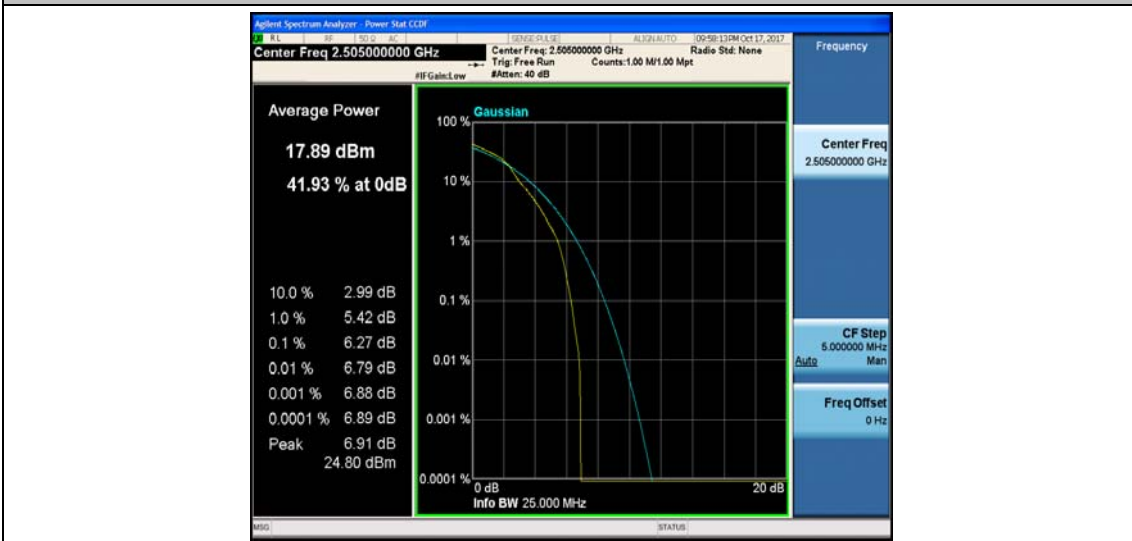 Agilent Spectrum Analyzer - Power Stat CCDF
RL RF 50 Ω AC SENSE:PULSE ALIGN AUTO 09:58:13 PM Oct 17, 2017
Center Freq 2.505000000 GHz
Center Freq: 2.505000000 GHz Radio Std: None
Trig: Free Run Counts:1.00 M/1.00 Mpt
#IFGain:Low #Atten: 40 dB
Frequency
Average Power
17.89 dBm
41.93 % at 0dB
10.0 % 2.99 dB
1.0 % 5.42 dB
0.1 % 6.27 dB
0.01 % 6.79 dB
0.001 % 6.88 dB
0.0001 % 6.89 dB
Peak 6.91 dB
24.80 dBm
Gaussian
100 %
10 %
1 %
0.1 %
0.01 %
0.001 %
0.0001 %
0 dB 20 dB
Info BW 25.000 MHz
Center Freq
2.505000000 GHz
CF Step
5.000000 MHz
Auto Man
Freq Offset
0 Hz
MSG STATUS